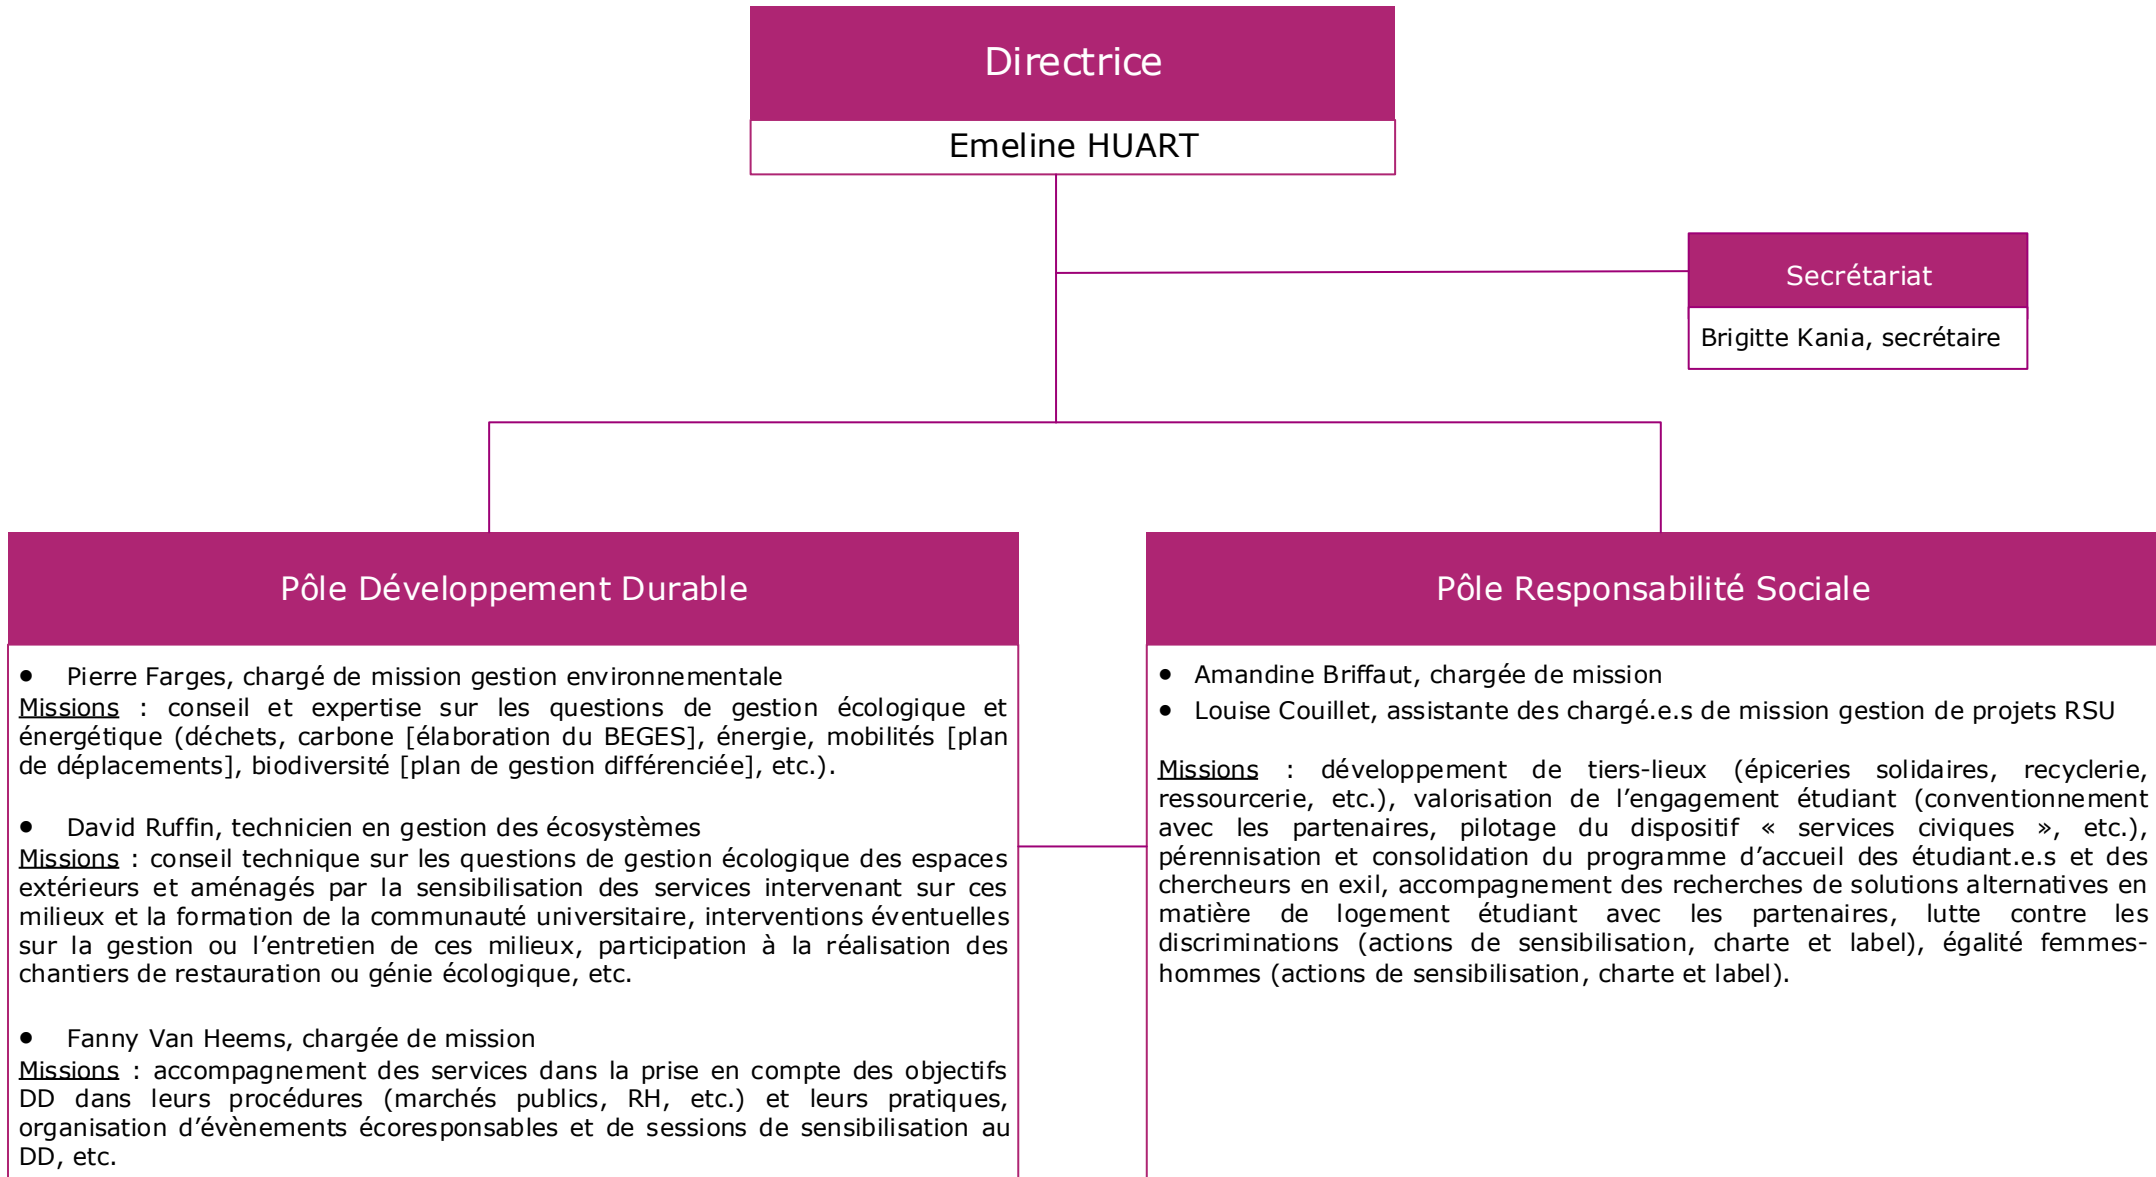 Directrice
Emeline HUART
Secrétariat
Brigitte Kania, secrétaire
Pôle Développement Durable
• Pierre Farges, chargé de mission gestion environnementale
Missions : conseil et expertise sur les questions de gestion écologique et
énergétique (déchets, carbone [élaboration du BEGES], énergie, mobilités [plan
de déplacements], biodiversité [plan de gestion différenciée], etc.).
• David Ruffin, technicien en gestion des écosystèmes
Missions : conseil technique sur les questions de gestion écologique des espaces
extérieurs et aménagés par la sensibilisation des services intervenant sur ces
milieux et la formation de la communauté universitaire, interventions éventuelles
sur la gestion ou l’entretien de ces milieux, participation à la réalisation des
chantiers de restauration ou génie écologique, etc.
• Fanny Van Heems, chargée de mission
Missions : accompagnement des services dans la prise en compte des objectifs
DD dans leurs procédures (marchés publics, RH, etc.) et leurs pratiques,
organisation d’évènements écoresponsables et de sessions de sensibilisation au
DD, etc.
Pôle Responsabilité Sociale
• Amandine Briffaut, chargée de mission
• Louise Couillet, assistante des chargé.e.s de mission gestion de projets RSU
Missions : développement de tiers-lieux (épiceries solidaires, recyclerie,
ressourcerie, etc.), valorisation de l’engagement étudiant (conventionnement
avec les partenaires, pilotage du dispositif « services civiques », etc.),
pérennisation et consolidation du programme d’accueil des étudiant.e.s et des
chercheurs en exil, accompagnement des recherches de solutions alternatives en
matière de logement étudiant avec les partenaires, lutte contre les
discriminations (actions de sensibilisation, charte et label), égalité femmes-
hommes (actions de sensibilisation, charte et label).